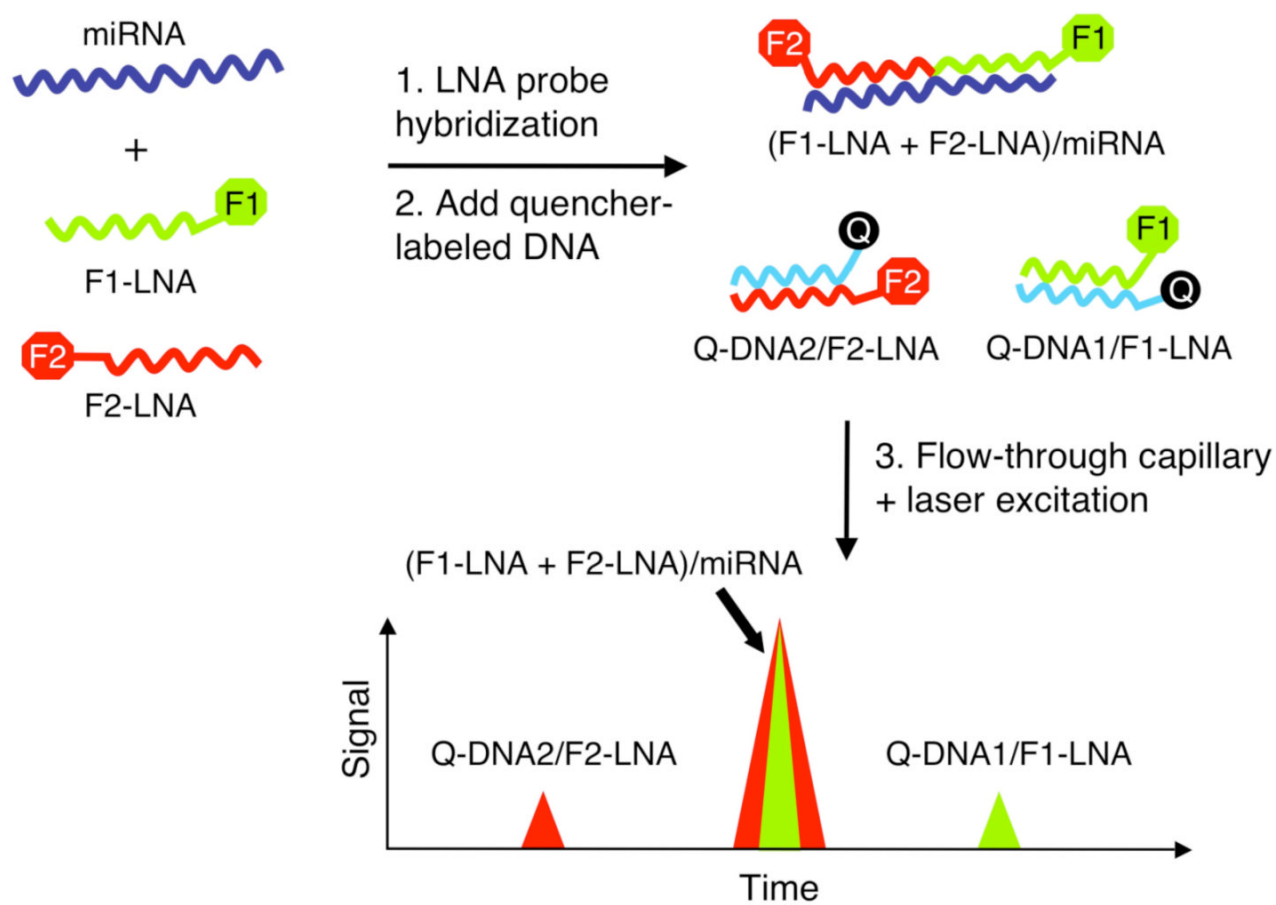 miRNA
+
F1
F1-LNA
F2
F2-LNA
1. LNA probe
hybridization
2. Add quencher-
labeled DNA
F2
F1
(F1-LNA + F2-LNA)/miRNA
Q
F2
Q-DNA2/F2-LNA
F1
Q
Q-DNA1/F1-LNA
3. Flow-through capillary
+ laser excitation
(F1-LNA + F2-LNA)/miRNA
Signal
Q-DNA2/F2-LNA
Q-DNA1/F1-LNA
Time